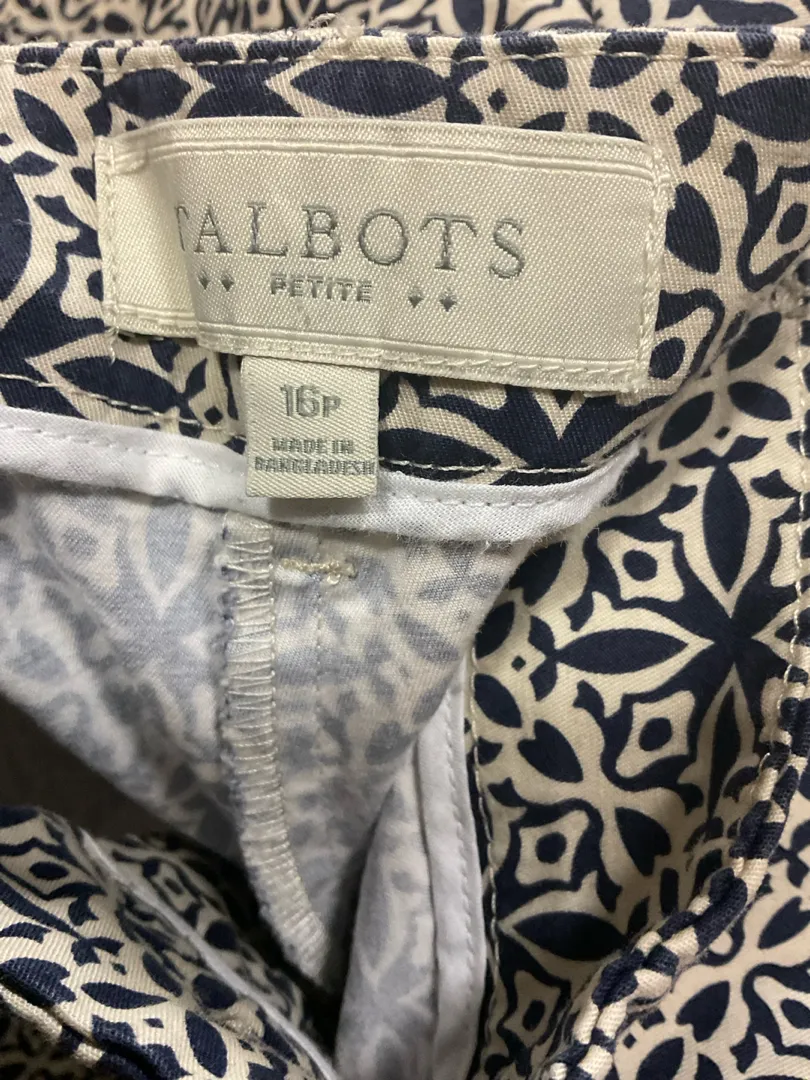 TALBOTS
PETITE
16P
MADE IN
BANGLADESH